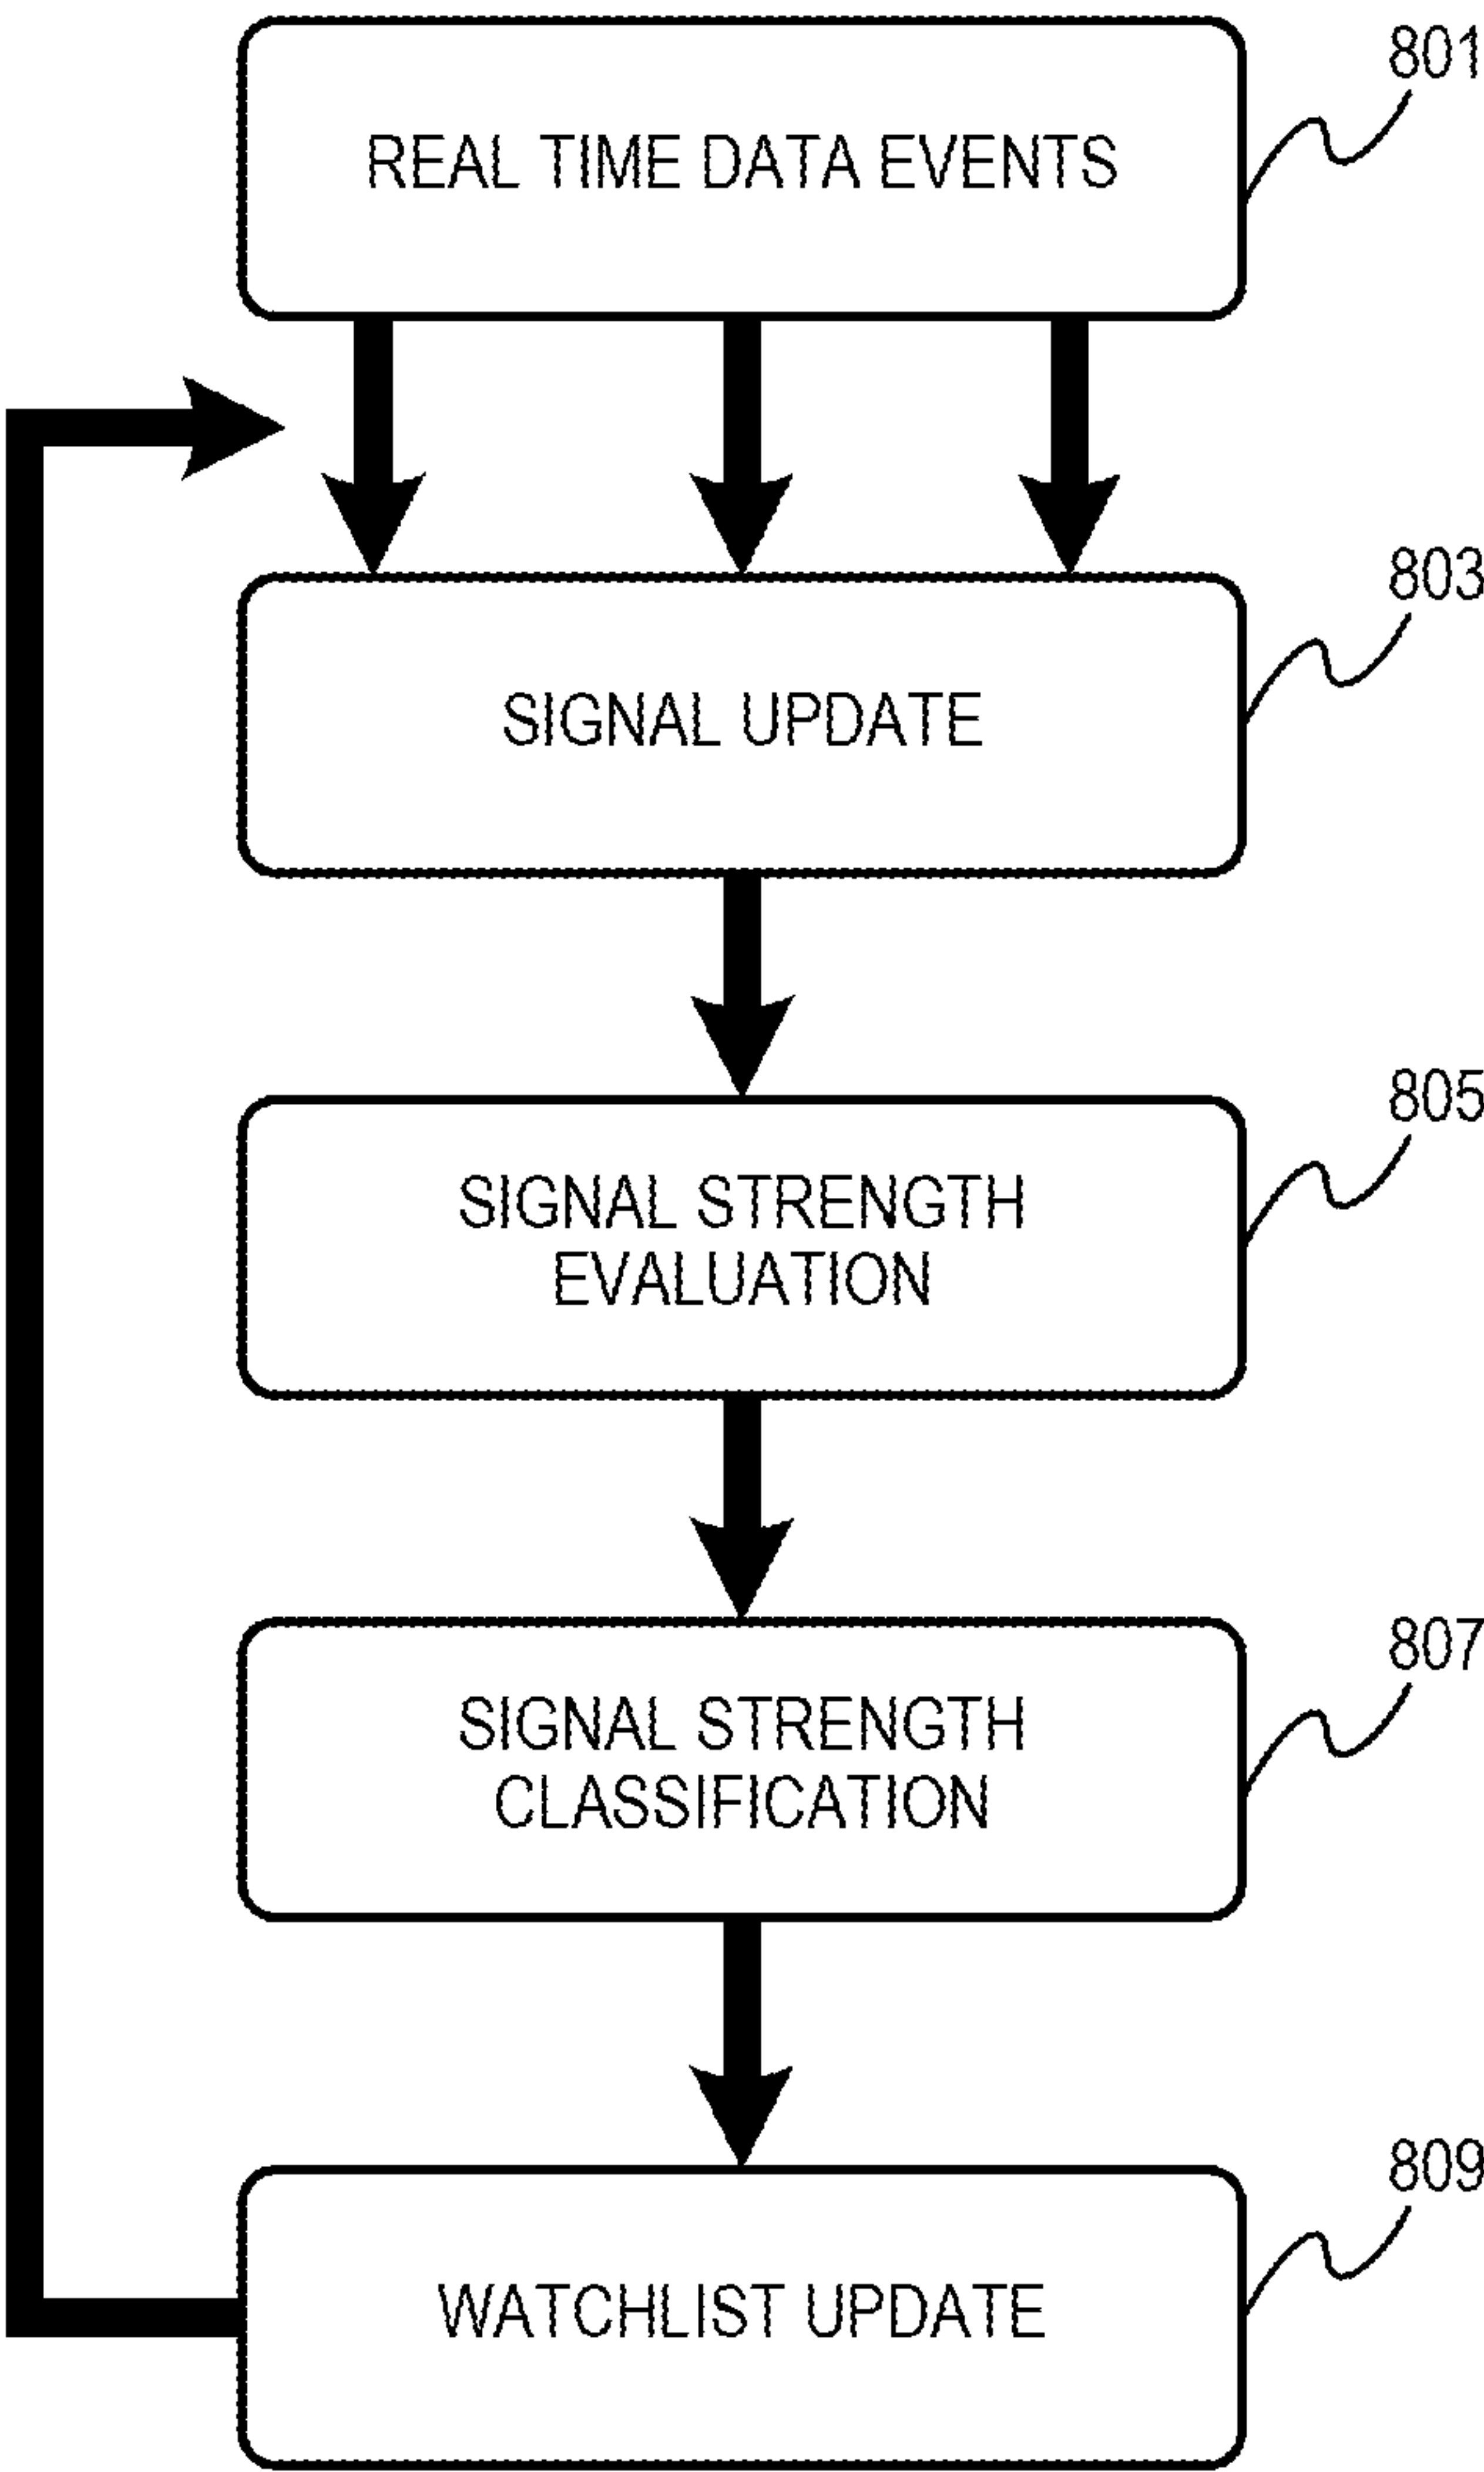 801
REAL TIME DATA EVENTS
803
SIGNAL UPDATE
805
SIGNAL STRENGTH
EVALUATION
807
SIGNAL STRENGTH
CLASSIFICATION
809
WATCHLIST UPDATE